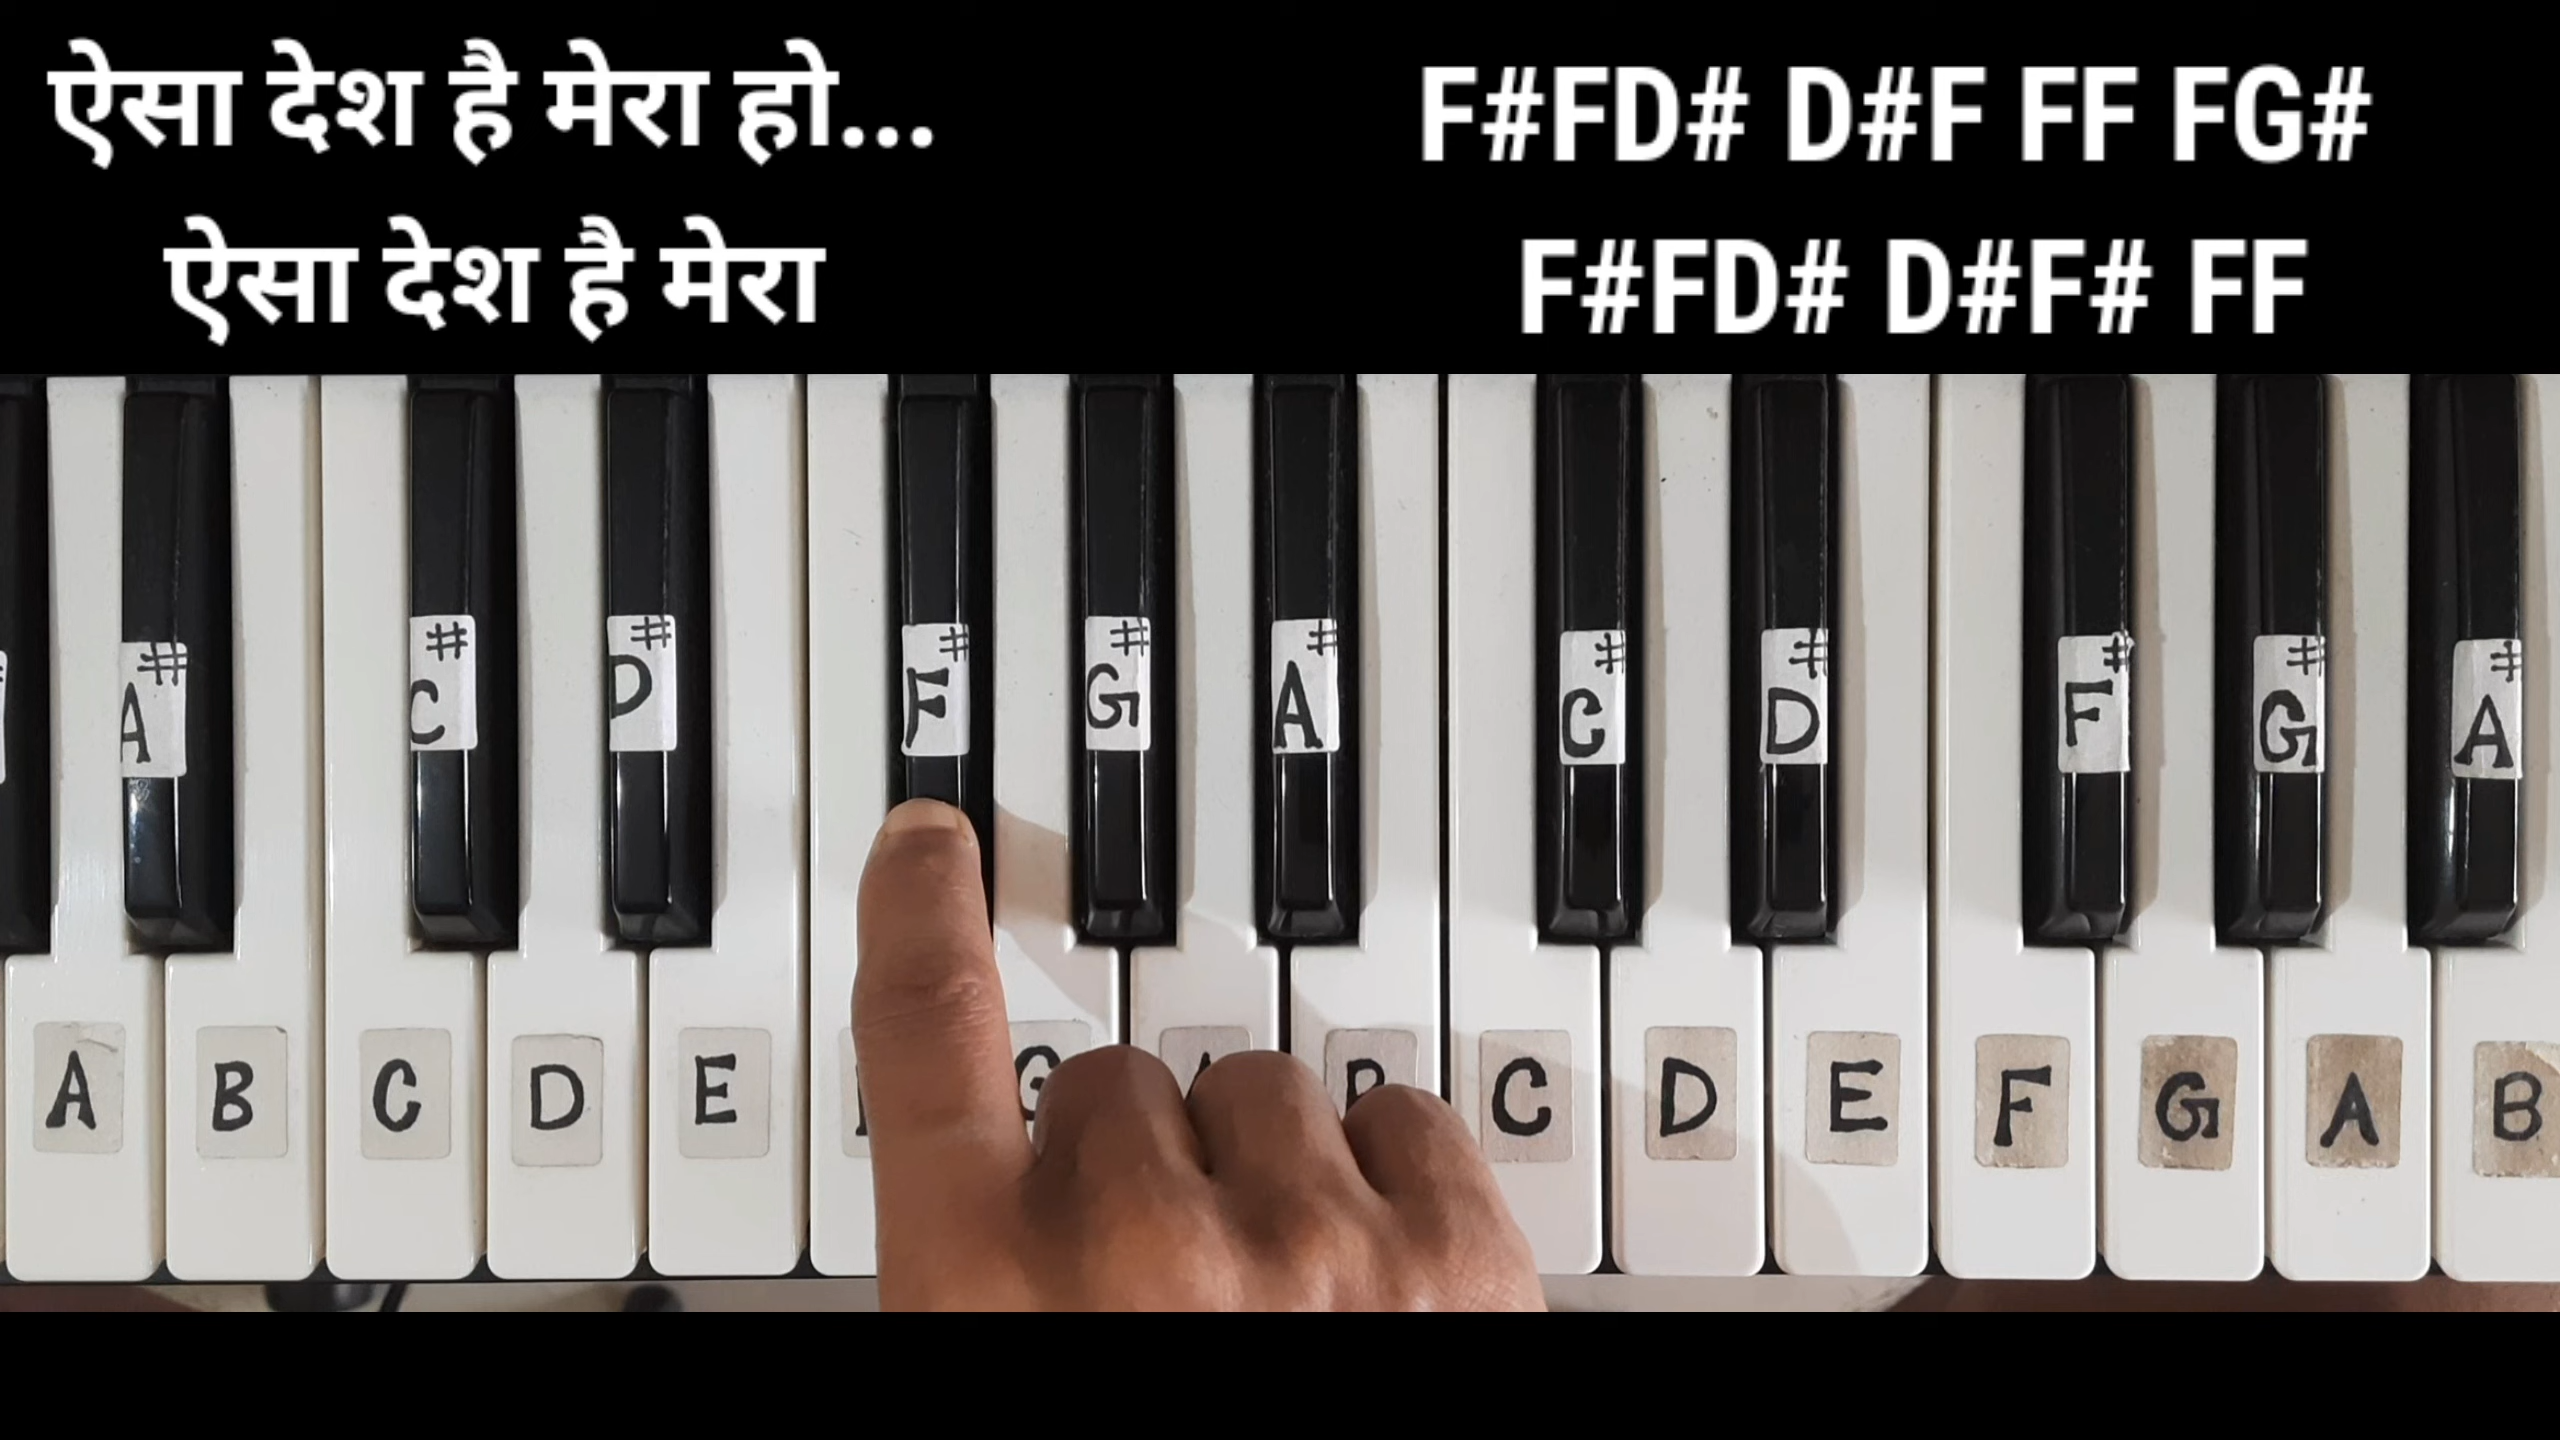 ऐसा देश है मेरा हो... F#FD# D#F FF FG#
ऐसा देश है मेरा F#FD# D#F# FF
A# C# D# F# G# A# C# D# F# G# A#
A B C D E G A B C D E F G A B